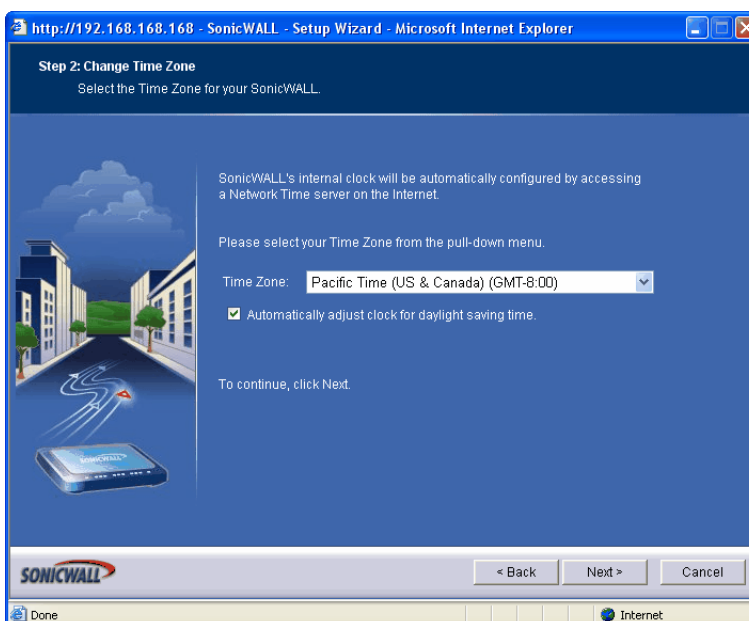 http://192.168.168.168 - SonicWALL - Setup Wizard - Microsoft Internet Explorer
Step 2: Change Time Zone
Select the Time Zone for your SonicWALL.
SonicWALL's internal clock will be automatically configured by accessing
a Network Time server on the Internet.
Please select your Time Zone from the pull-down menu.
Time Zone: Pacific Time (US & Canada) (GMT-8:00)
Automatically adjust clock for daylight saving time.
To continue, click Next.
SONICWALL
SONICWALL
< Back Next > Cancel
Done Internet